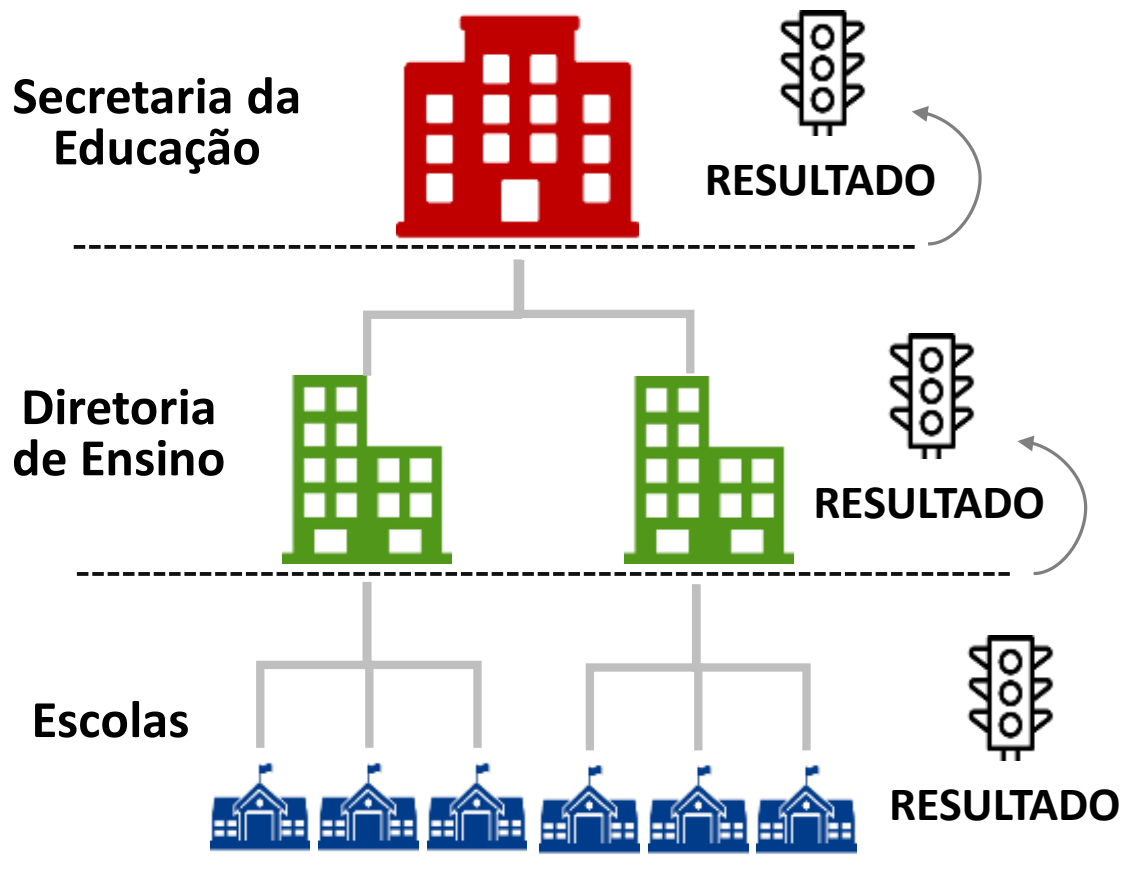 Secretaria da
Educação
RESULTADO
Diretoria
de Ensino
RESULTADO
Escolas
RESULTADO